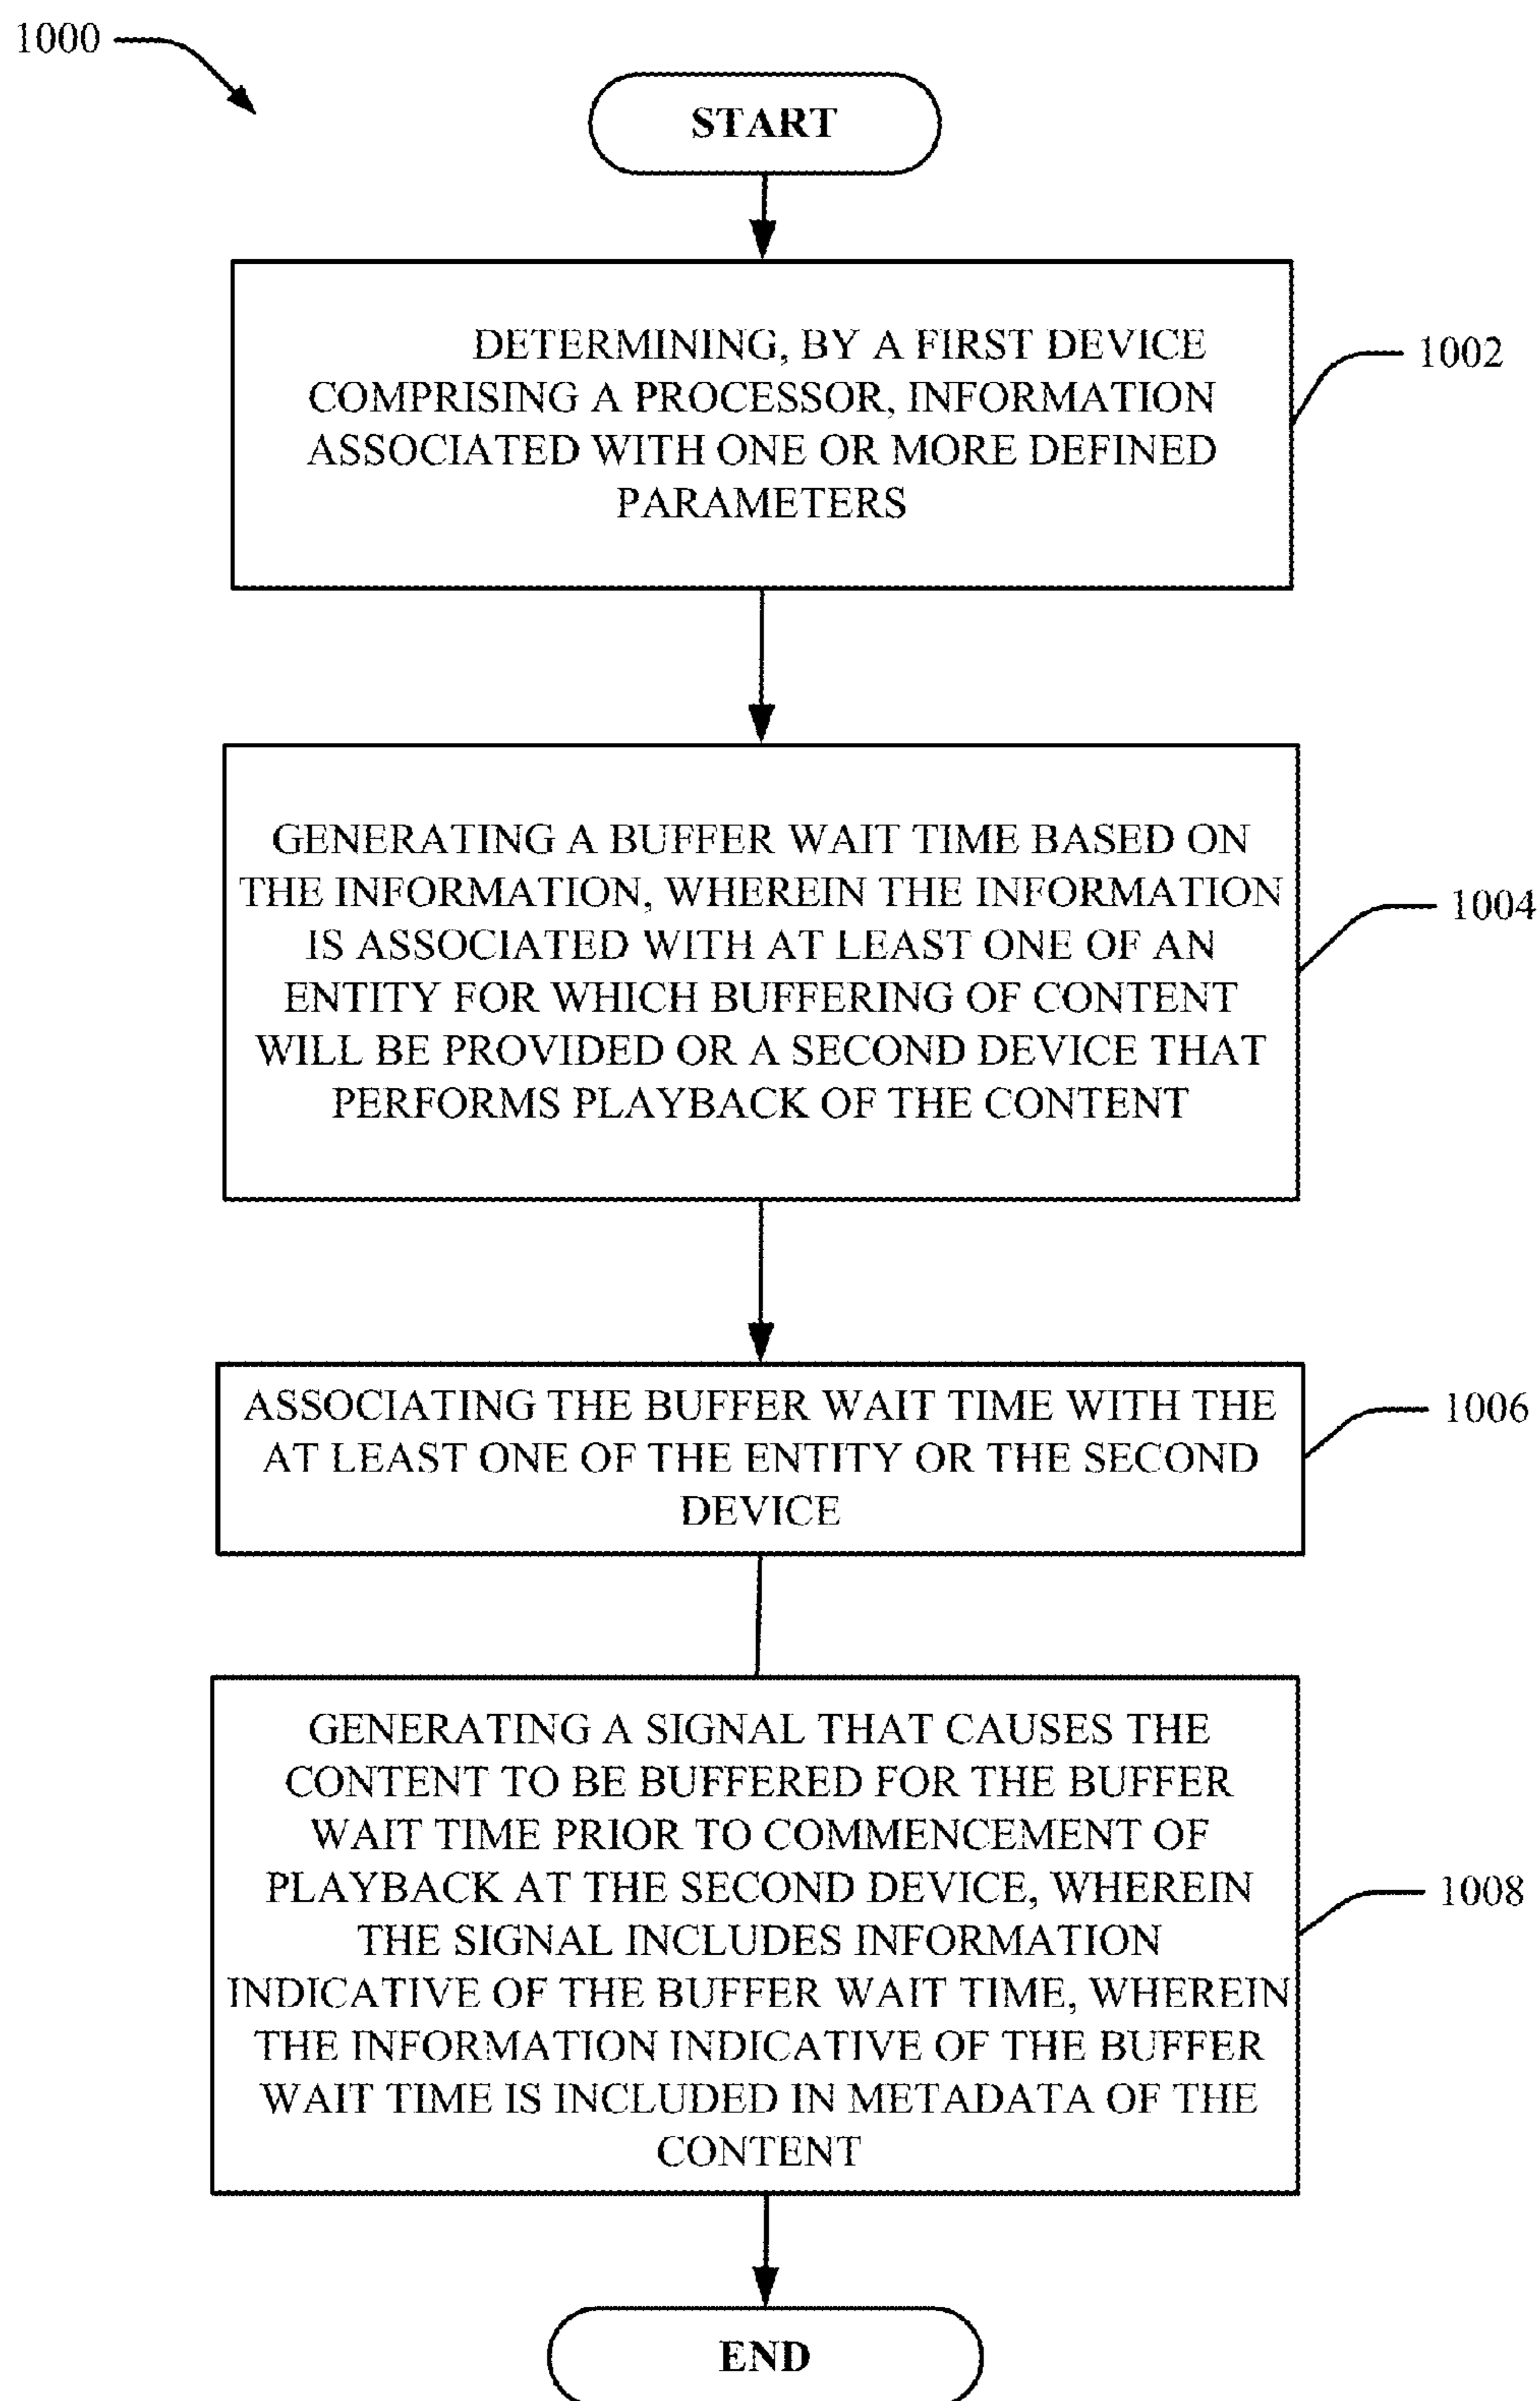 1000
START
DETERMINING, BY A FIRST DEVICE
COMPRISING A PROCESSOR, INFORMATION
ASSOCIATED WITH ONE OR MORE DEFINED
PARAMETERS
1002
GENERATING A BUFFER WAIT TIME BASED ON
THE INFORMATION, WHEREIN THE INFORMATION
IS ASSOCIATED WITH AT LEAST ONE OF AN
ENTITY FOR WHICH BUFFERING OF CONTENT
WILL BE PROVIDED OR A SECOND DEVICE THAT
PERFORMS PLAYBACK OF THE CONTENT
1004
ASSOCIATING THE BUFFER WAIT TIME WITH THE
AT LEAST ONE OF THE ENTITY OR THE SECOND
DEVICE
1006
GENERATING A SIGNAL THAT CAUSES THE
CONTENT TO BE BUFFERED FOR THE BUFFER
WAIT TIME PRIOR TO COMMENCEMENT OF
PLAYBACK AT THE SECOND DEVICE, WHEREIN
THE SIGNAL INCLUDES INFORMATION
INDICATIVE OF THE BUFFER WAIT TIME, WHEREIN
THE INFORMATION INDICATIVE OF THE BUFFER
WAIT TIME IS INCLUDED IN METADATA OF THE
CONTENT
1008
END